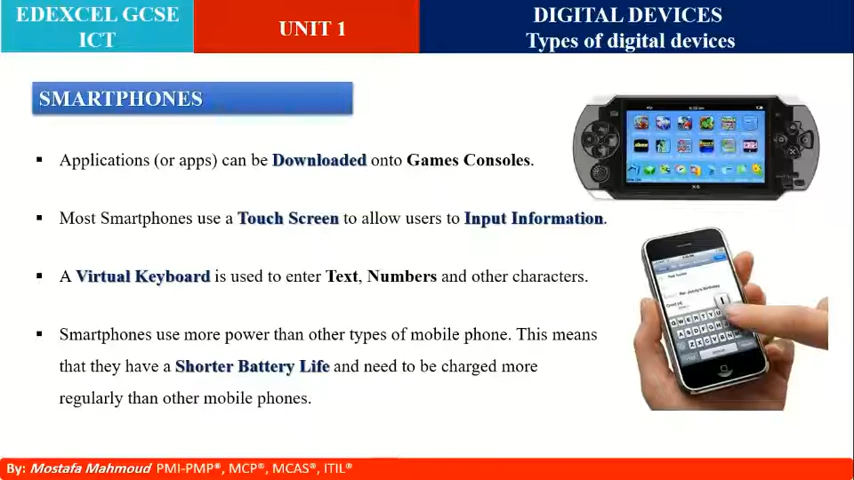 EDEXCEL GCSE
ICT
UNIT 1
DIGITAL DEVICES
Types of digital devices
SMARTPHONES
▪ Applications (or apps) can be Downloaded onto Games Consoles.
▪ Most Smartphones use a Touch Screen to allow users to Input Information.
▪ A Virtual Keyboard is used to enter Text, Numbers and other characters.
▪ Smartphones use more power than other types of mobile phone. This means
that they have a Shorter Battery Life and need to be charged more
regularly than other mobile phones.
By: Mostafa Mahmoud PMI-PMP®, MCP®, MCAS®, ITIL®